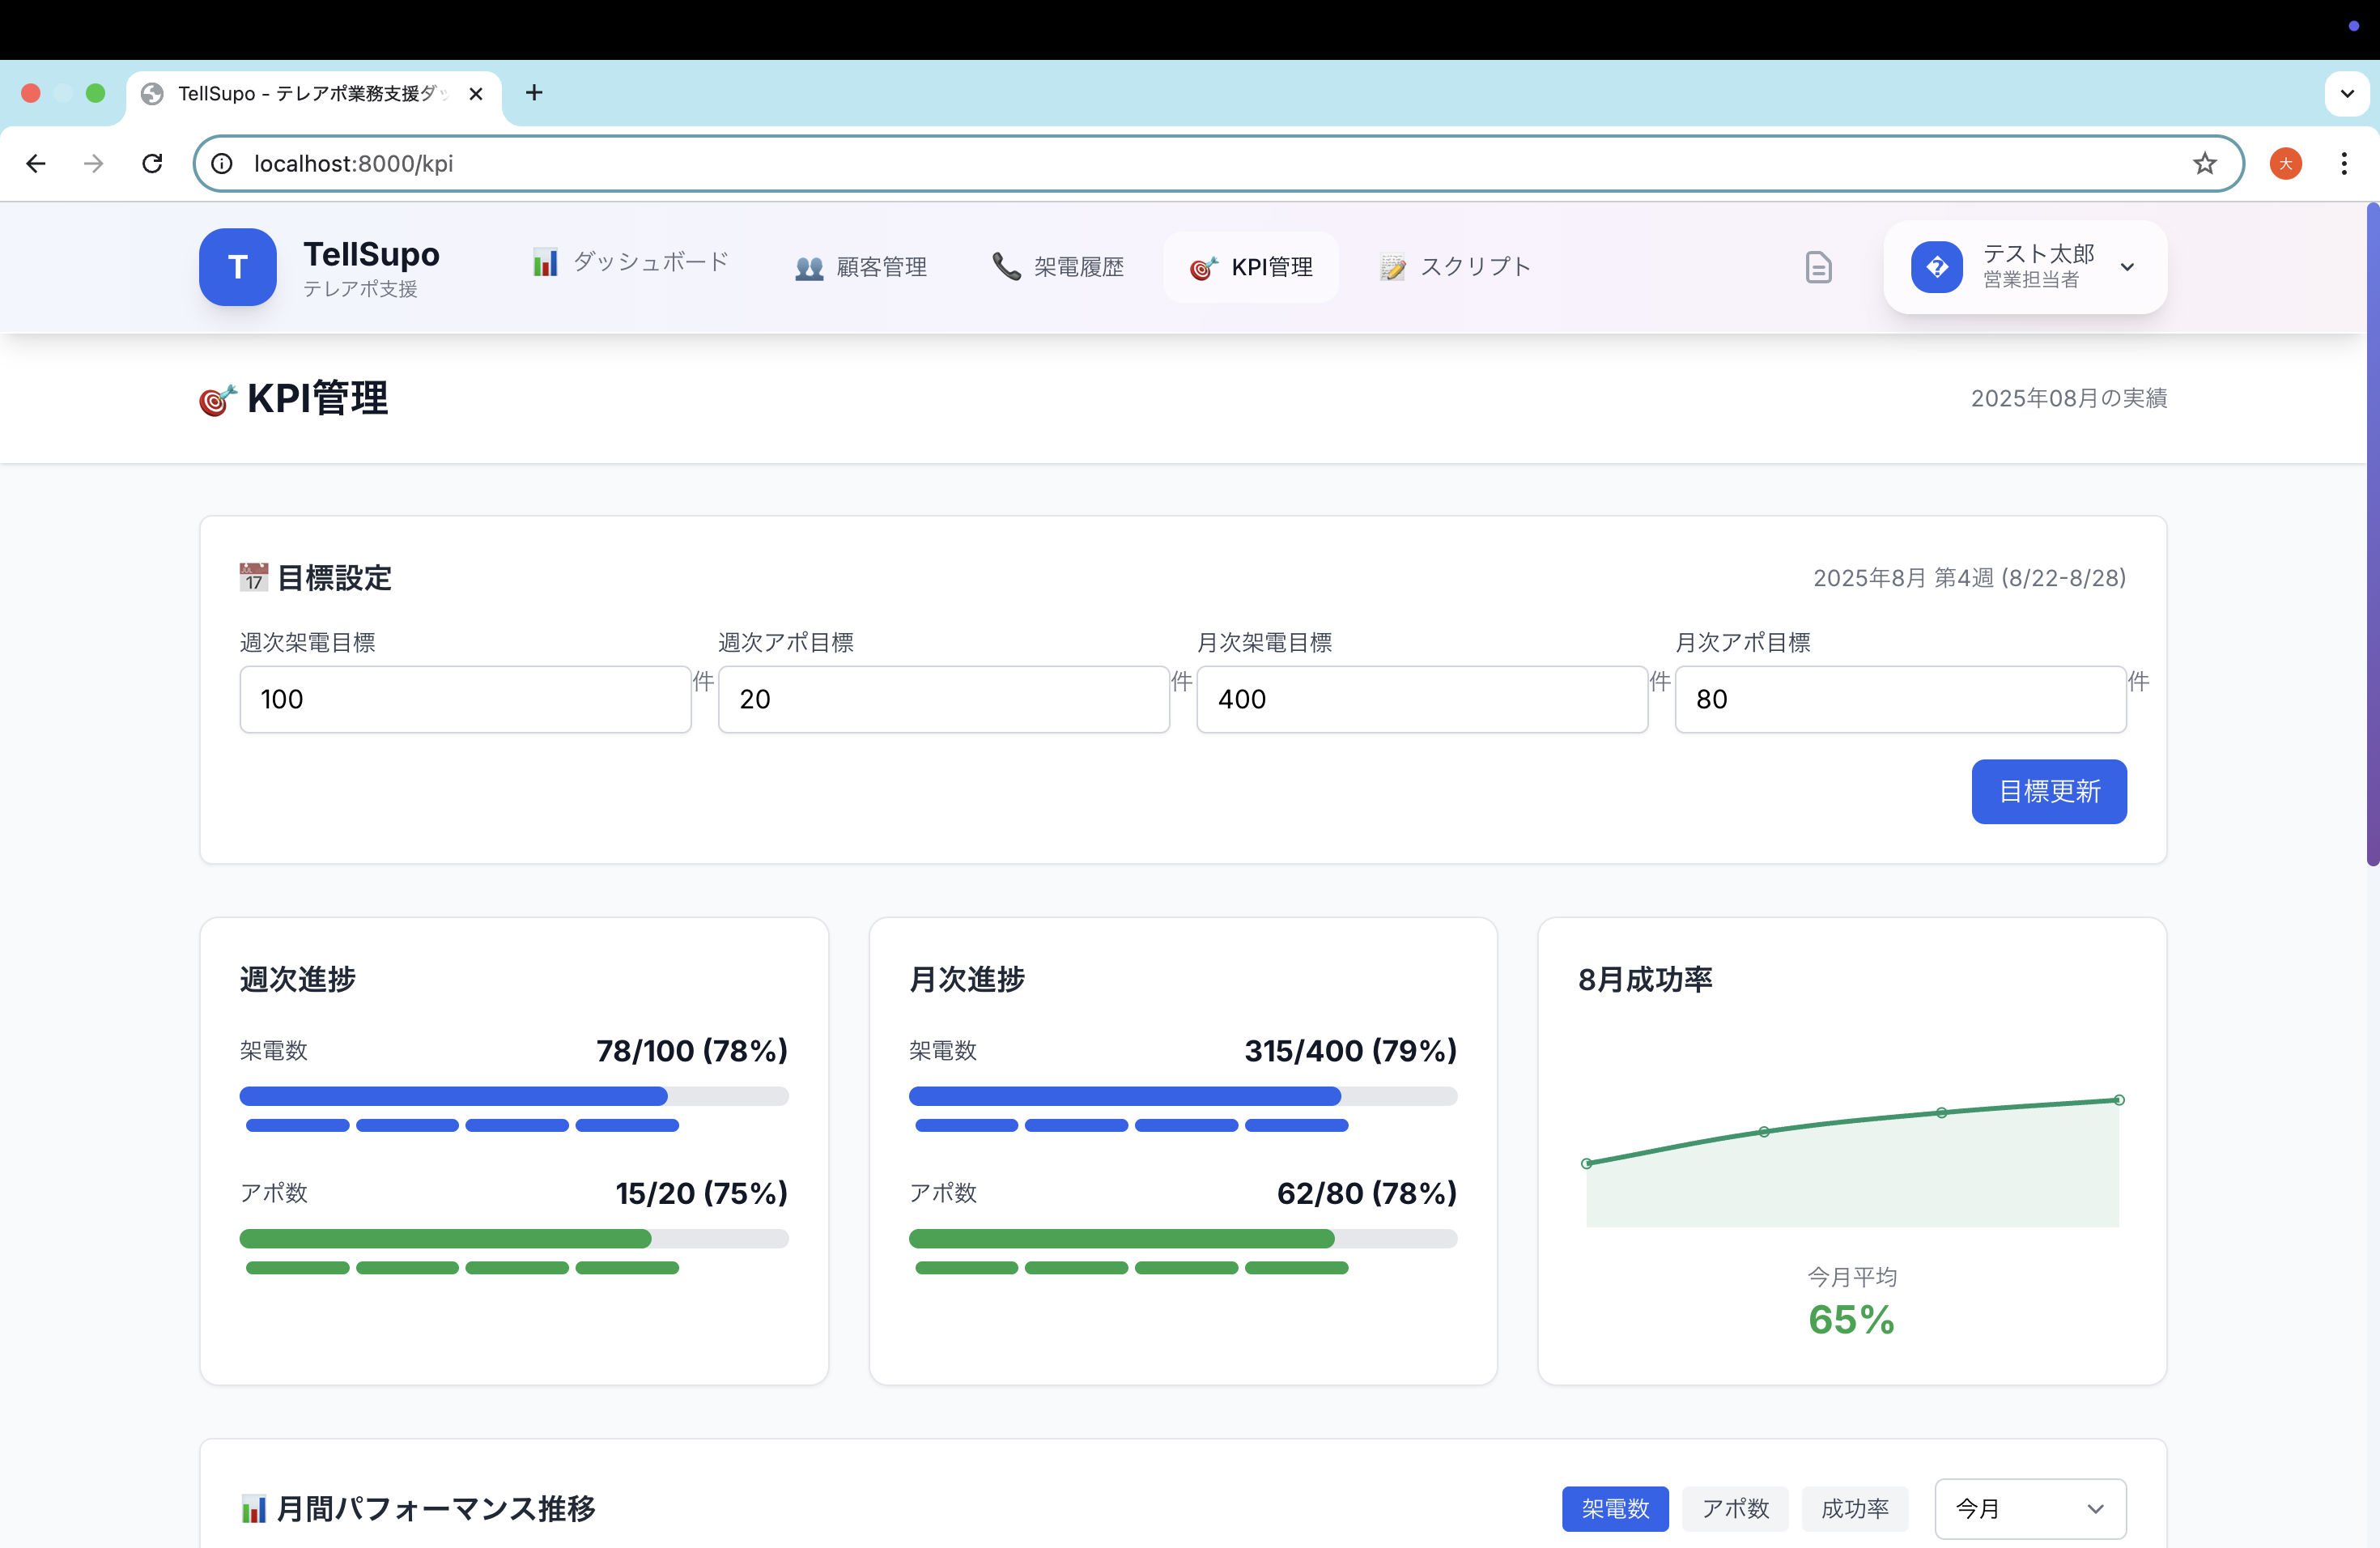 TellSupo - テレアポ業務支援ダッ
localhost:8000/kpi
大
T
TellSupo
テレアポ支援
ダッシュボード
顧客管理
架電履歴
KPI管理
スクリプト
テスト太郎
営業担当者
KPI管理
2025年08月の実績
17
目標設定
2025年8月 第4週 (8/22-8/28)
週次架電目標
週次アポ目標
月次架電目標
月次アポ目標
100 件
20 件
400 件
80 件
目標更新
週次進捗
架電数 78/100 (78%)
アポ数 15/20 (75%)
月次進捗
架電数 315/400 (79%)
アポ数 62/80 (78%)
8月成功率
今月平均
65%
月間パフォーマンス推移
架電数
アポ数
成功率
今月